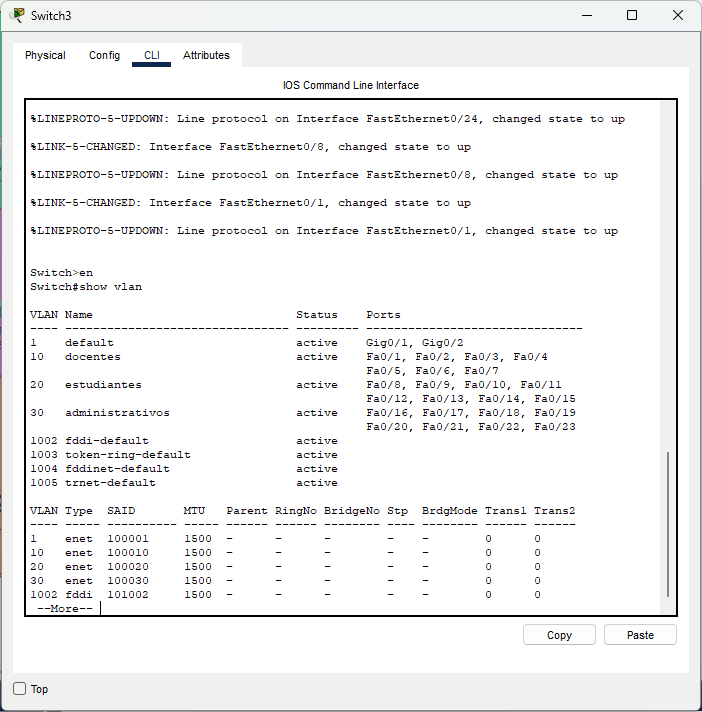 Switch3
Physical Config CLI Attributes
IOS Command Line Interface
%LINEPROTO-5-UPDOWN: Line protocol on Interface FastEthernet0/24, changed state to up
%LINK-5-CHANGED: Interface FastEthernet0/8, changed state to up
%LINEPROTO-5-UPDOWN: Line protocol on Interface FastEthernet0/8, changed state to up
%LINK-5-CHANGED: Interface FastEthernet0/1, changed state to up
%LINEPROTO-5-UPDOWN: Line protocol on Interface FastEthernet0/1, changed state to up
Switch>en
Switch#show vlan
VLAN Name                             Status    Ports
---- -------------------------------- --------- -------------------------------
1    default                          active    Gig0/1, Gig0/2
10   docentes                         active    Fa0/1, Fa0/2, Fa0/3, Fa0/4
                                                Fa0/5, Fa0/6, Fa0/7
20   estudiantes                      active    Fa0/8, Fa0/9, Fa0/10, Fa0/11
                                                Fa0/12, Fa0/13, Fa0/14, Fa0/15
30   administrativos                  active    Fa0/16, Fa0/17, Fa0/18, Fa0/19
                                                Fa0/20, Fa0/21, Fa0/22, Fa0/23
1002 fddi-default                     active
1003 token-ring-default               active
1004 fddinet-default                  active
1005 trnet-default                    active
VLAN Type  SAID       MTU   Parent RingNo BridgeNo Stp  BrdgMode Trans1 Trans2
---- ----- ---------- ----- ------ ------ -------- ---- -------- ------ ------
1    enet  100001     1500  -      -      -        -    -        0      0
10   enet  100010     1500  -      -      -        -    -        0      0
20   enet  100020     1500  -      -      -        -    -        0      0
30   enet  100030     1500  -      -      -        -    -        0      0
1002 fddi  101002     1500  -      -      -        -    -        0      0
 --More--
Copy Paste
Top